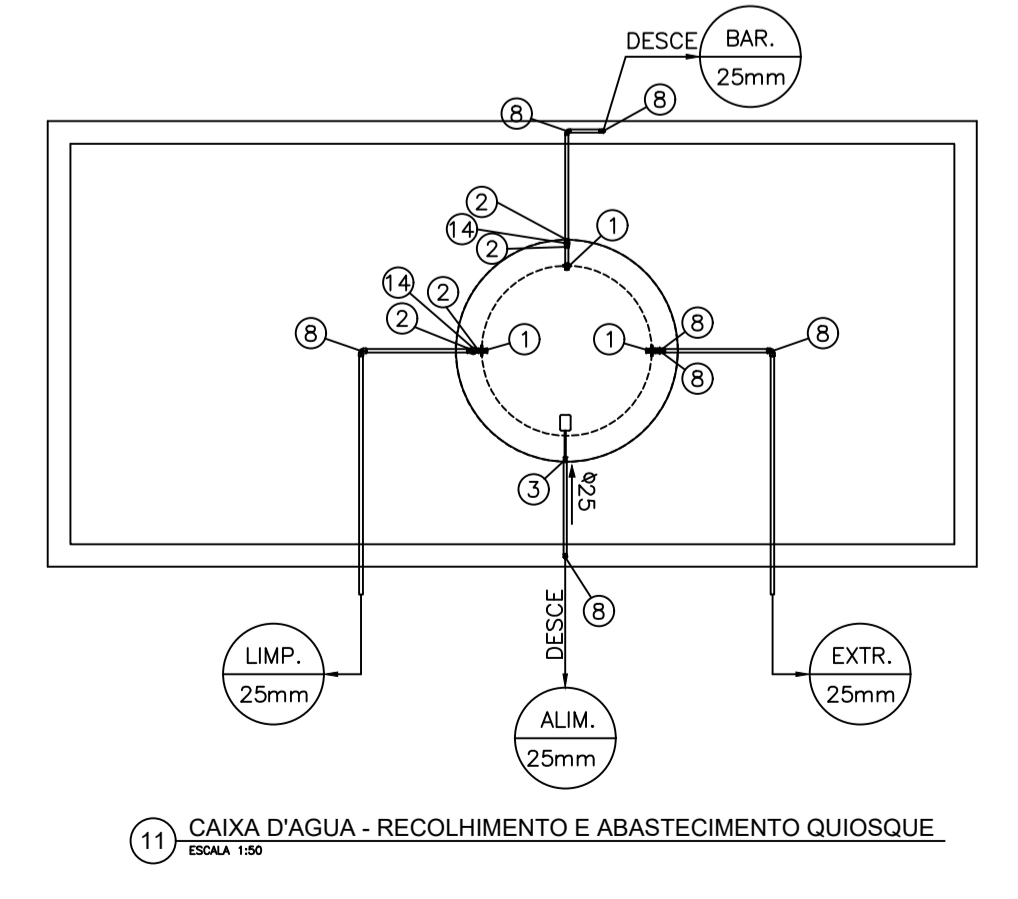 DESCE
BAR.
25mm
8
8
2
14
2
1
14
2
2
8
1
1
8
8
8
3
Ø25
8
DESCE
LIMP.
25mm
EXTR.
25mm
ALIM.
25mm
11
CAIXA D'AGUA - RECOLHIMENTO E ABASTECIMENTO QUIOSQUE
ESCALA 1:50